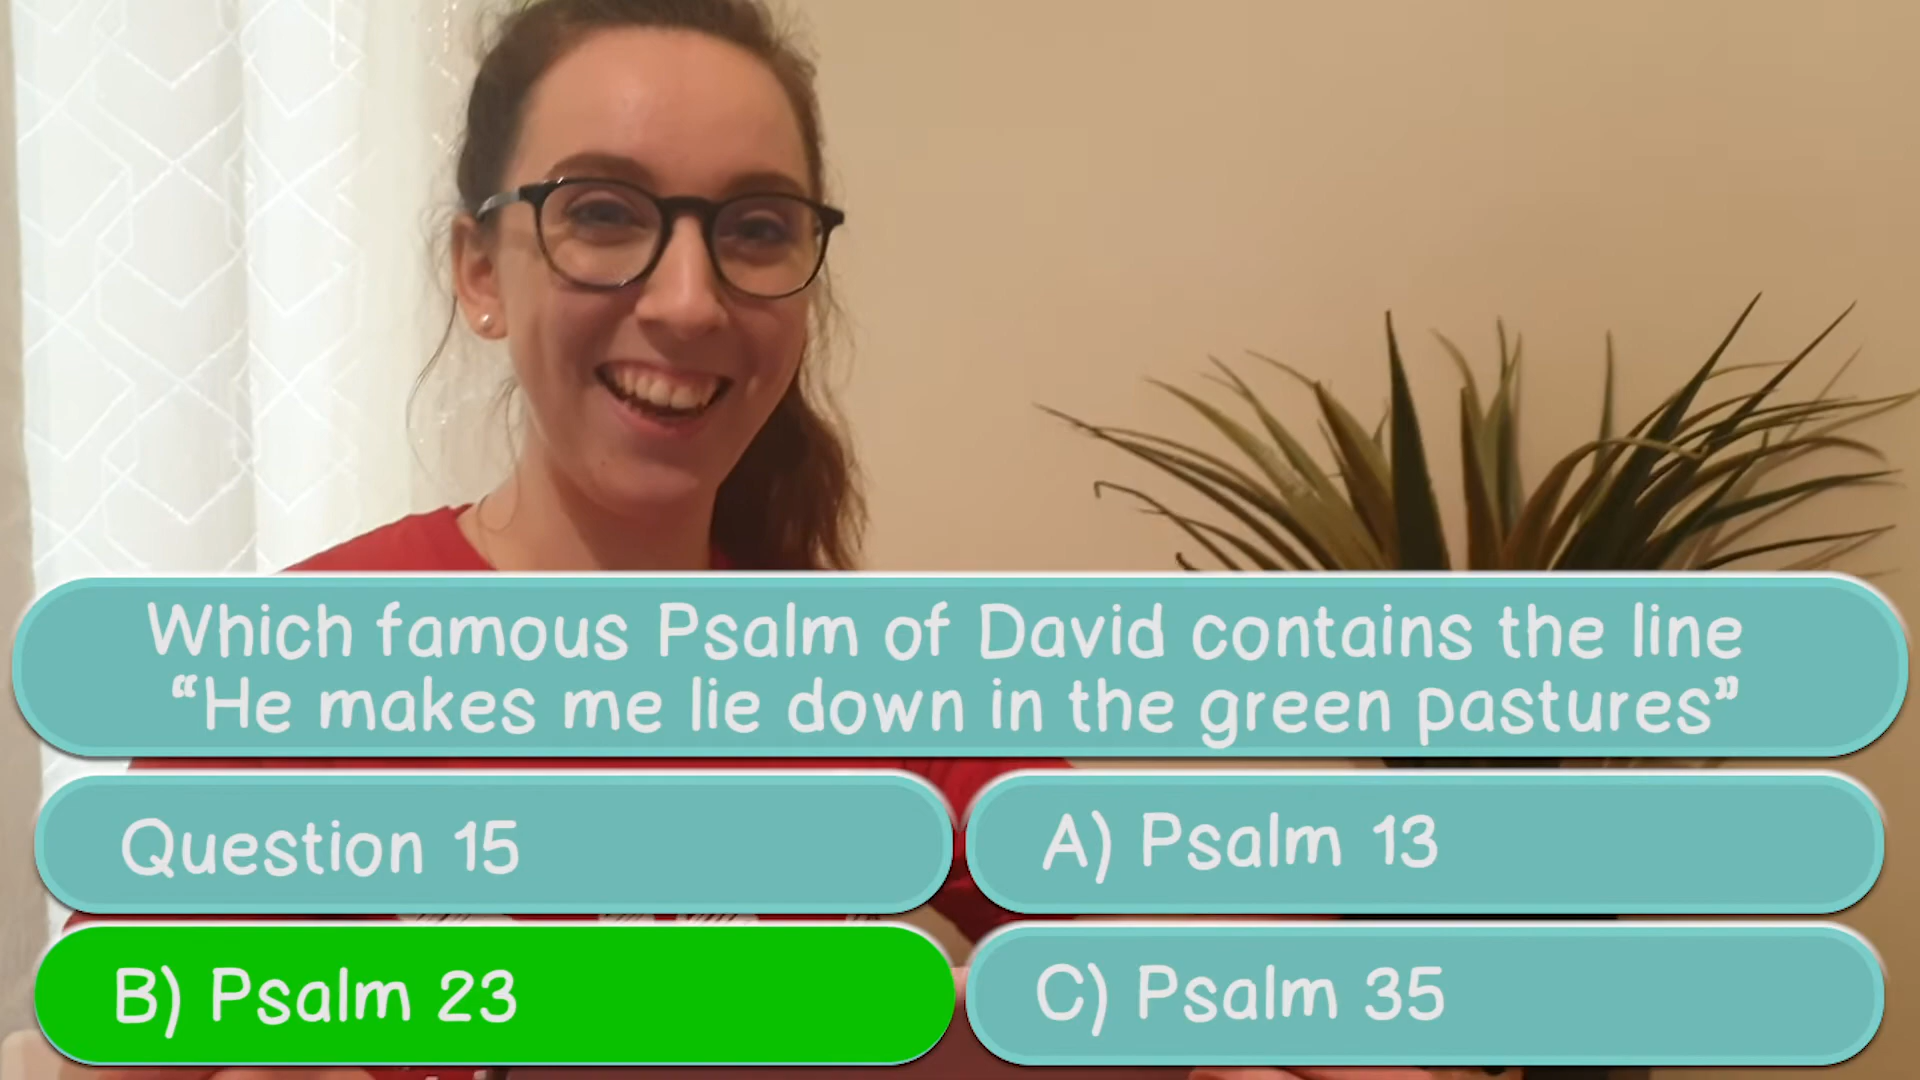 Which famous Psalm of David contains the line
“He makes me lie down in the green pastures”
Question 15
A) Psalm 13
B) Psalm 23
C) Psalm 35